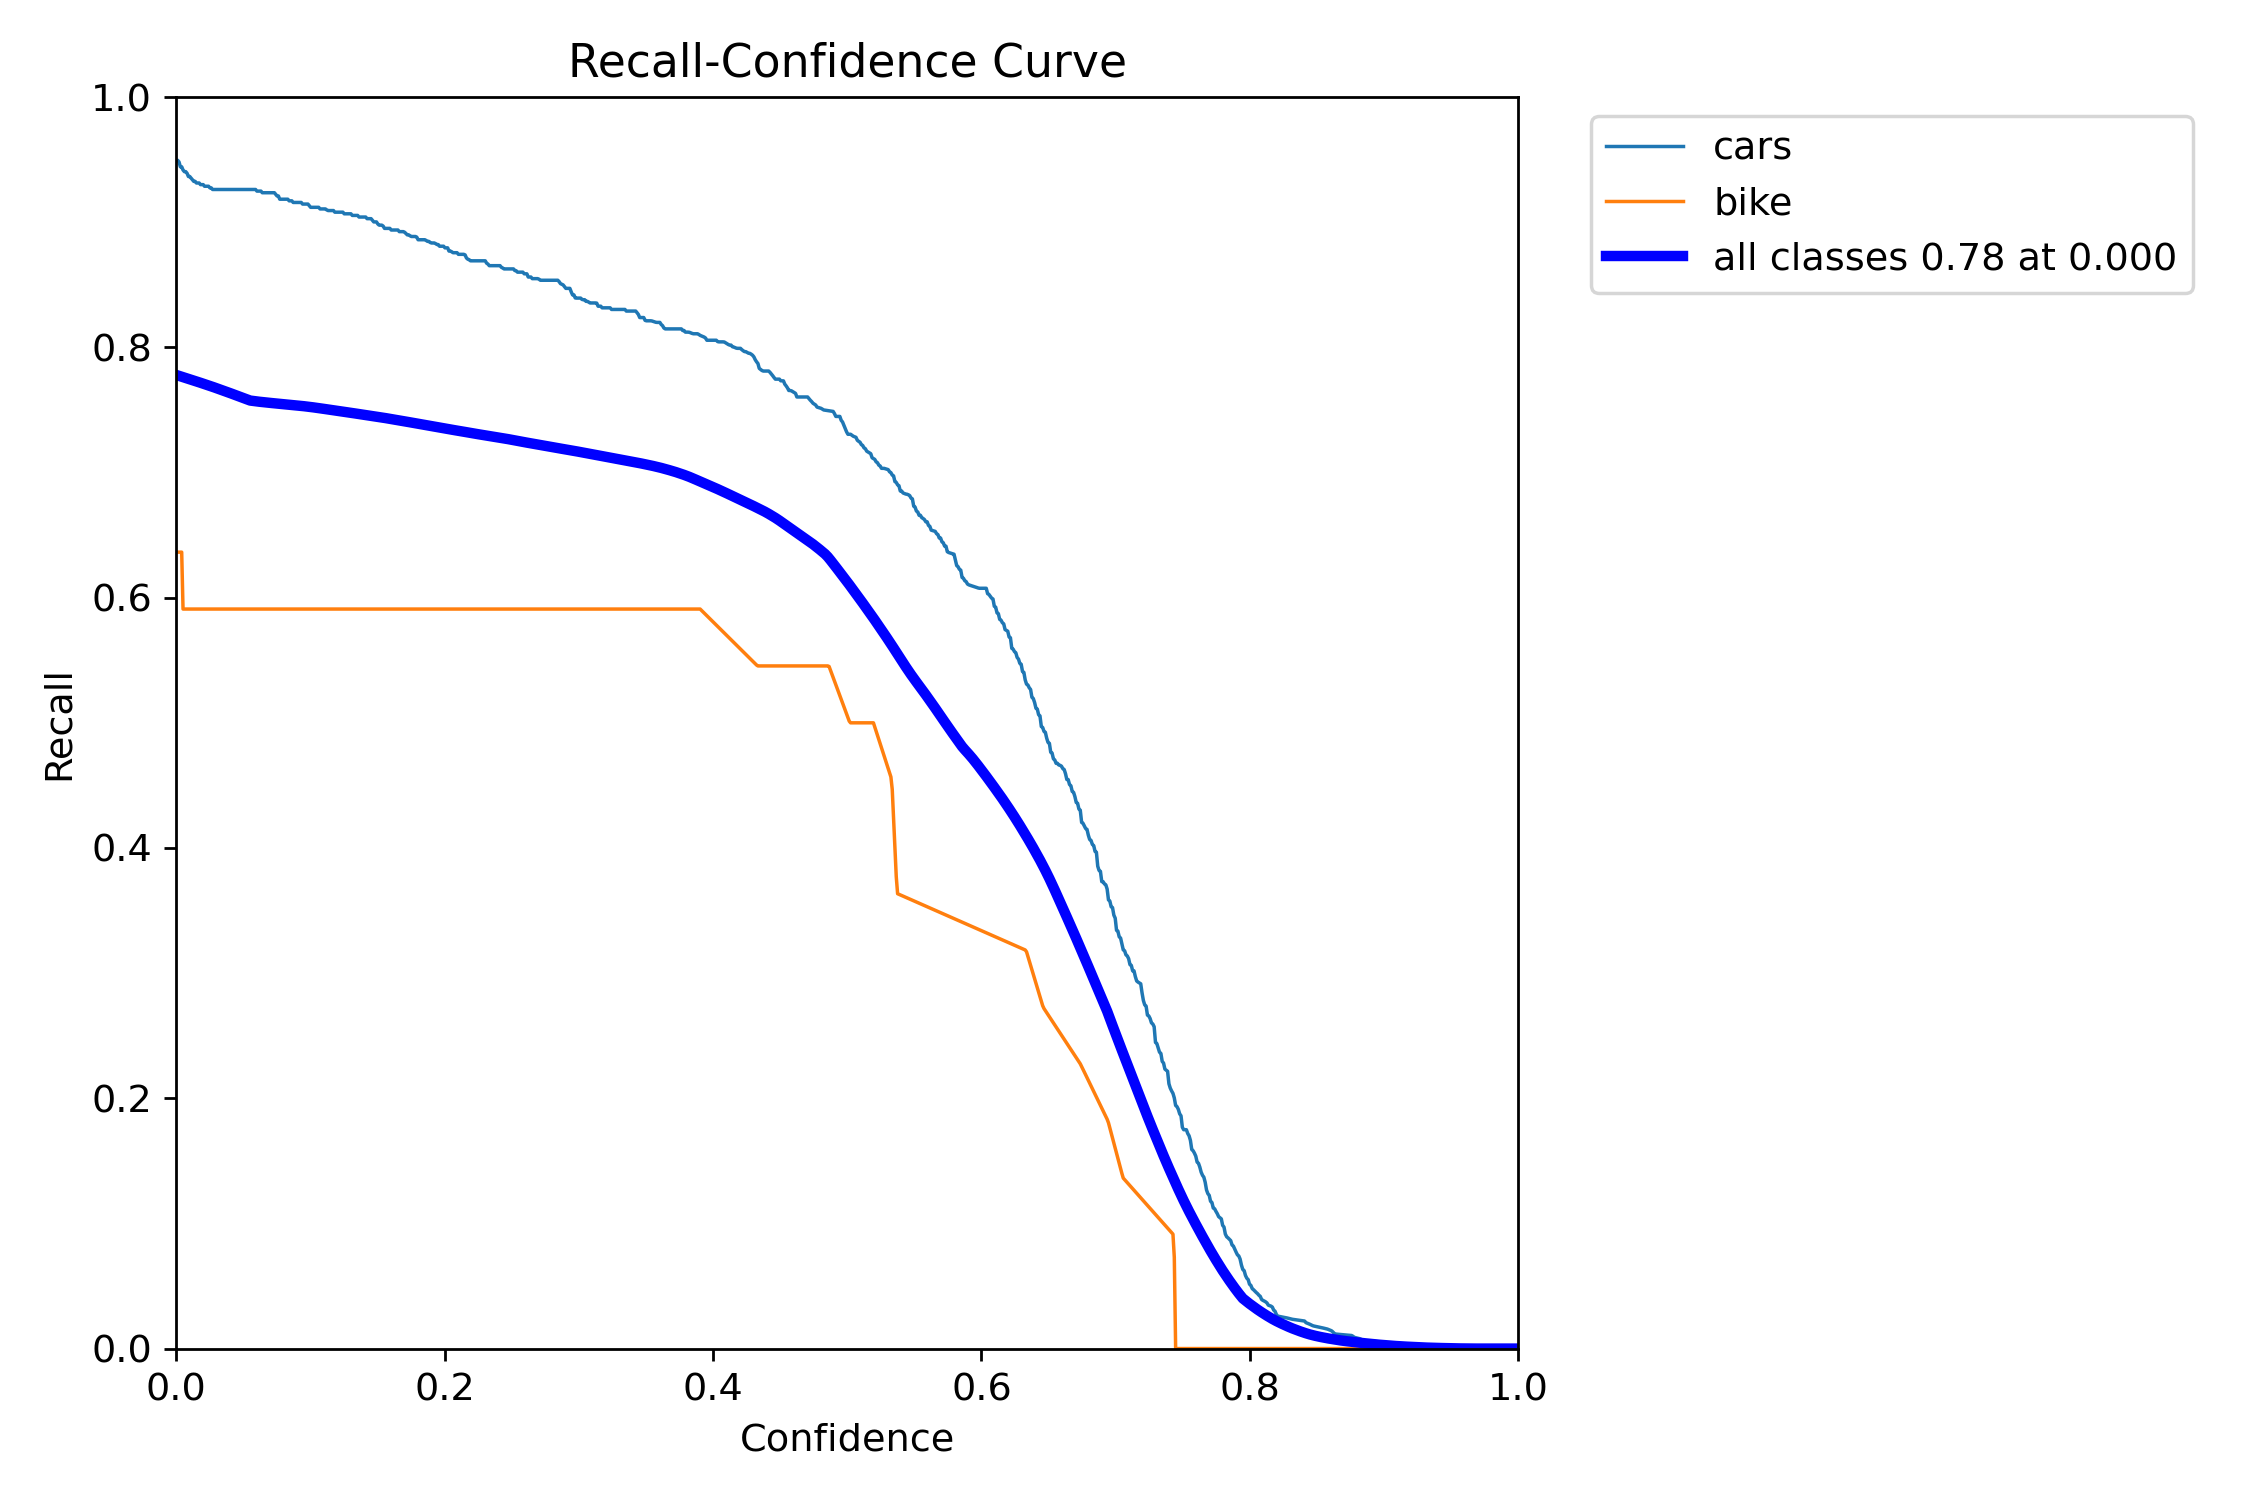 Recall-Confidence Curve
1.0
0.8
0.6
0.4
0.2
0.0
Recall
0.0 0.2 0.4 0.6 0.8 1.0
Confidence
cars
bike
all classes 0.78 at 0.000